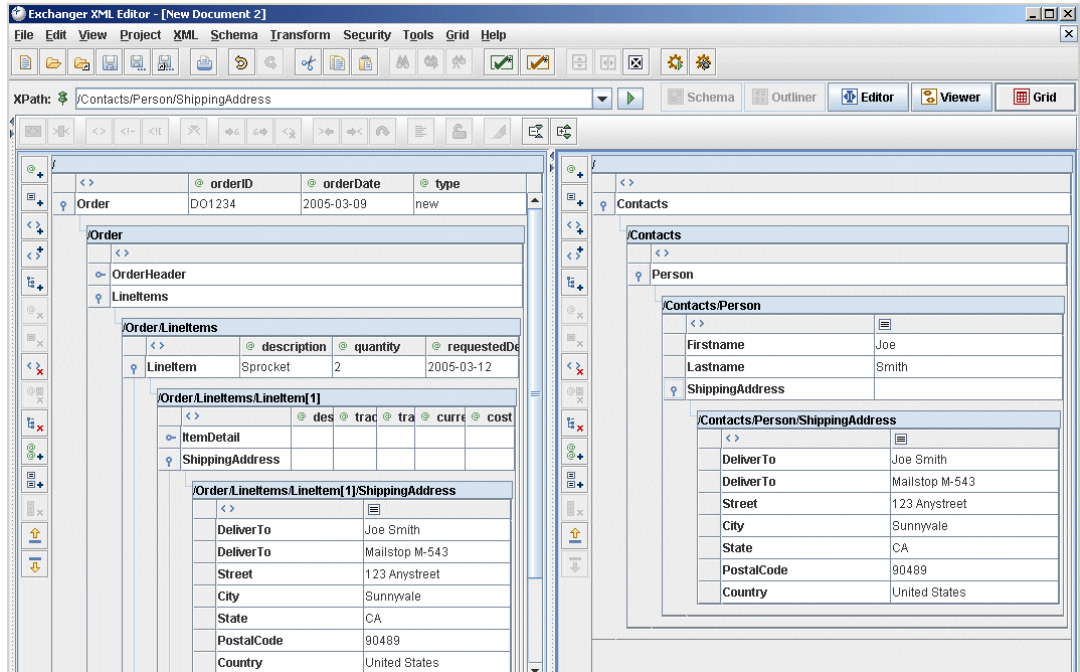 Exchanger XML Editor - [New Document 2]
File Edit View Project XML Schema Transform Security Tools Grid Help
XPath: /Contacts/Person/ShippingAddress Schema Outliner Editor Viewer Grid
/
<> @ orderID @ orderDate @ type
Order DO1234 2005-03-09 new
/Order
<>
OrderHeader
LineItems
/Order/LineItems
<> @ description @ quantity @ requestedDe
LineItem Sprocket 2 2005-03-12
/Order/LineItems/LineItem[1]
<> @ des @ trac @ tra @ curre @ cost
ItemDetail
ShippingAddress
/Order/LineItems/LineItem[1]/ShippingAddress
<>
DeliverTo Joe Smith
DeliverTo Mailstop M-543
Street 123 Anystreet
City Sunnyvale
State CA
PostalCode 90489
Country United States
/
<>
Contacts
/Contacts
<>
Person
/Contacts/Person
<>
Firstname Joe
Lastname Smith
ShippingAddress
/Contacts/Person/ShippingAddress
<>
DeliverTo Joe Smith
DeliverTo Mailstop M-543
Street 123 Anystreet
City Sunnyvale
State CA
PostalCode 90489
Country United States